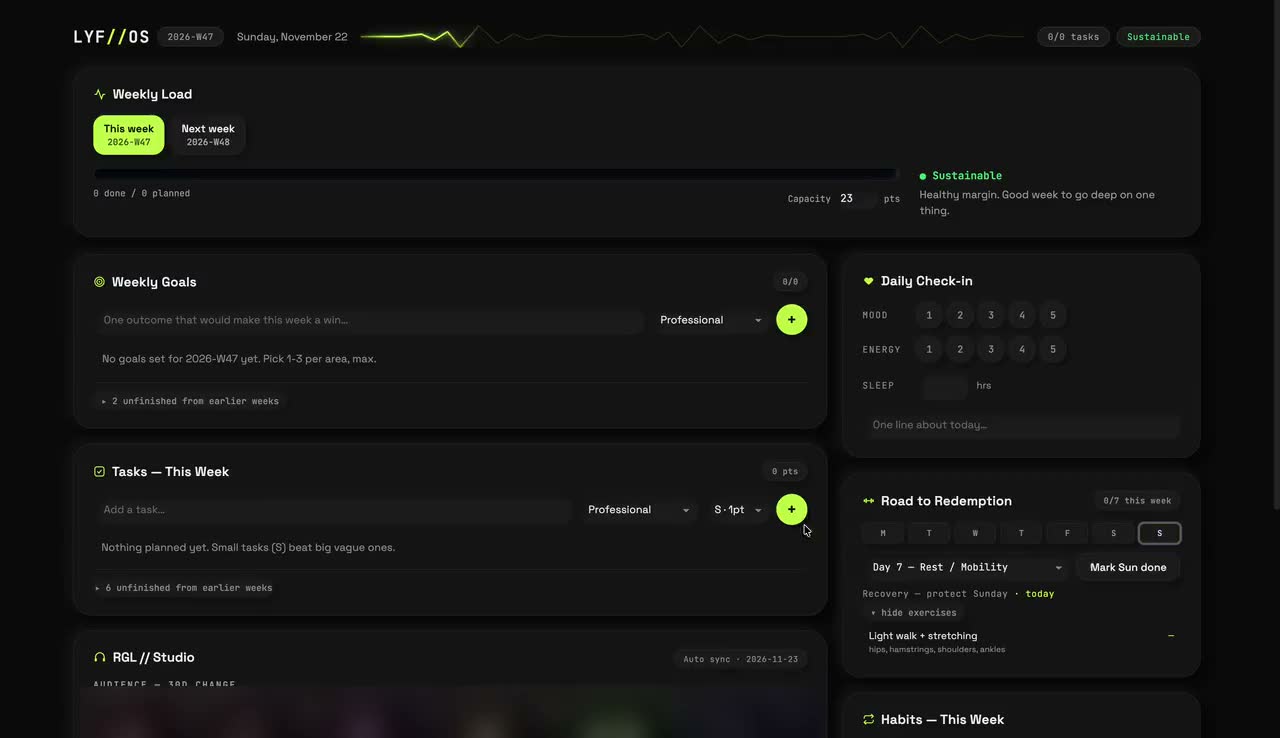 LYF//OS 2026-W47 Sunday, November 22 0/0 tasks Sustainable
Weekly Load
This week
2026-W47
Next week
2026-W48
0 done / 0 planned
Capacity 23 pts
Sustainable
Healthy margin. Good week to go deep on one
thing.
Weekly Goals 0/0
One outcome that would make this week a win…
Professional
+
No goals set for 2026-W47 yet. Pick 1-3 per area, max.
▸ 2 unfinished from earlier weeks
Tasks — This Week 0 pts
Add a task…
Professional
S · 1pt
+
Nothing planned yet. Small tasks (S) beat big vague ones.
▸ 6 unfinished from earlier weeks
RGL // Studio Auto sync · 2026-11-23
AUDIENCE — 30D CHANGE
Daily Check-in
MOOD 1 2 3 4 5
ENERGY 1 2 3 4 5
SLEEP hrs
One line about today…
Road to Redemption 0/7 this week
M T W T F S S
Day 7 — Rest / Mobility
Mark Sun done
Recovery — protect Sunday · today
▾ hide exercises
Light walk + stretching —
hips, hamstrings, shoulders, ankles
Habits — This Week